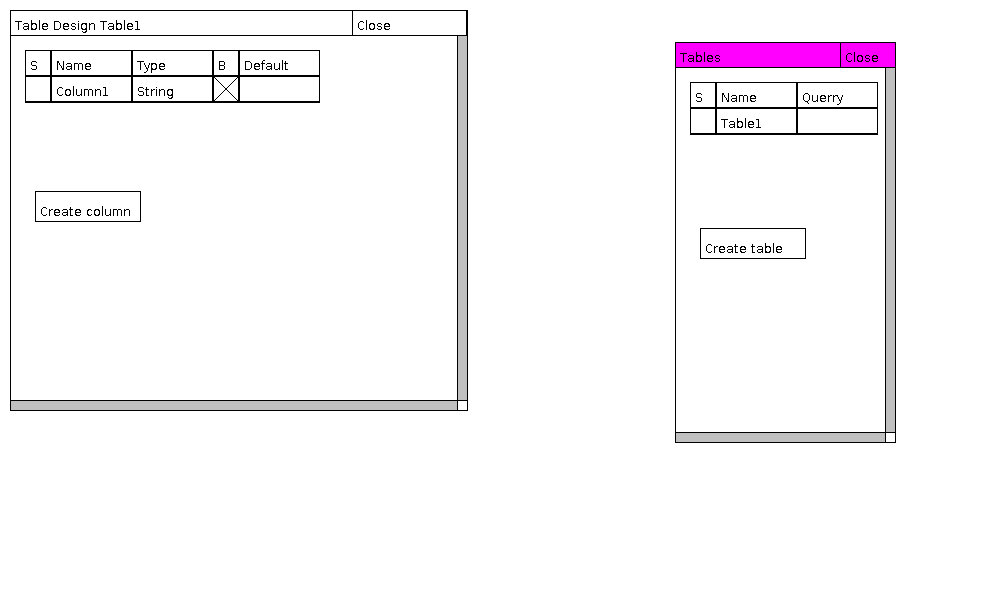 Table Design Table1 Close
S Name Type B Default
Column1 String
Create column
Tables Close
S Name Querry
Table1
Create table